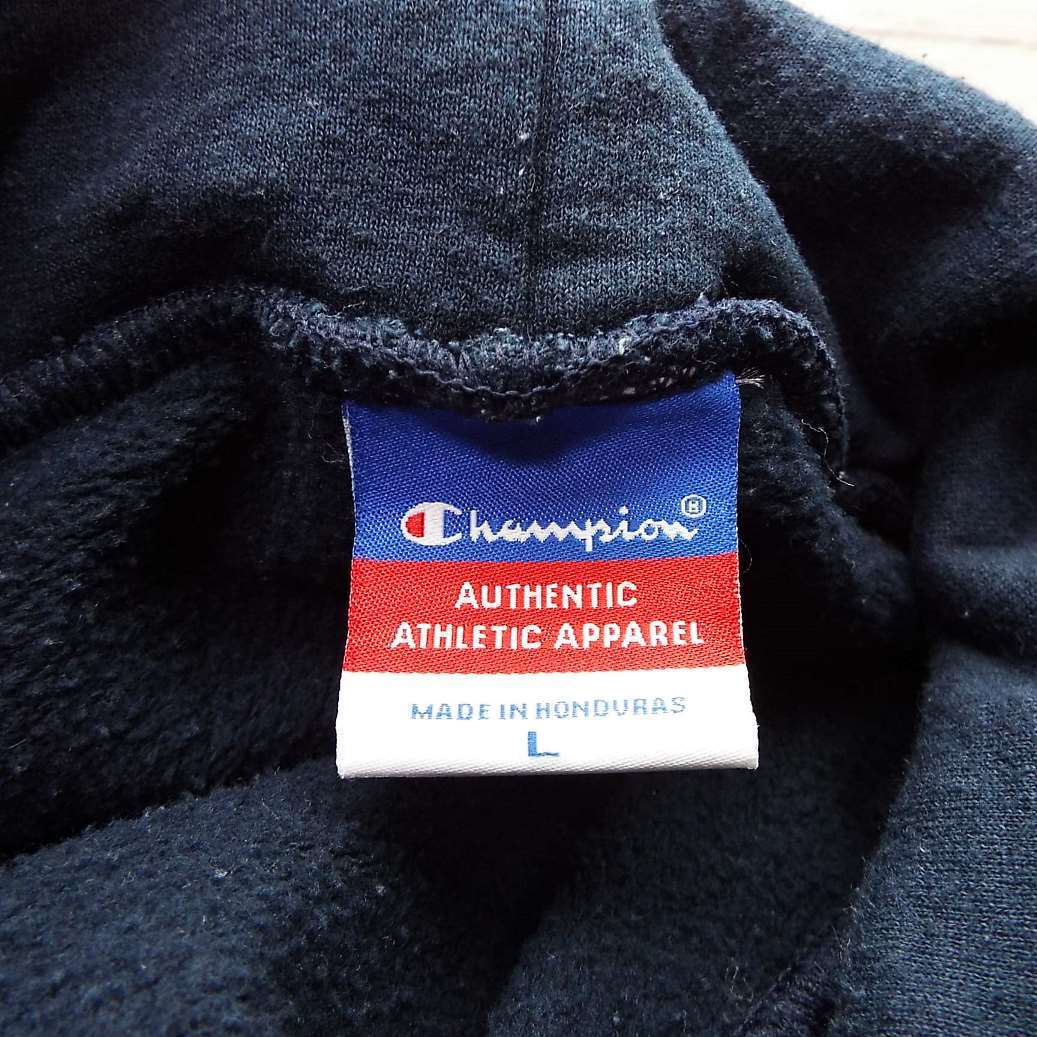 Champion®
AUTHENTIC
ATHLETIC APPAREL
MADE IN HONDURAS
L